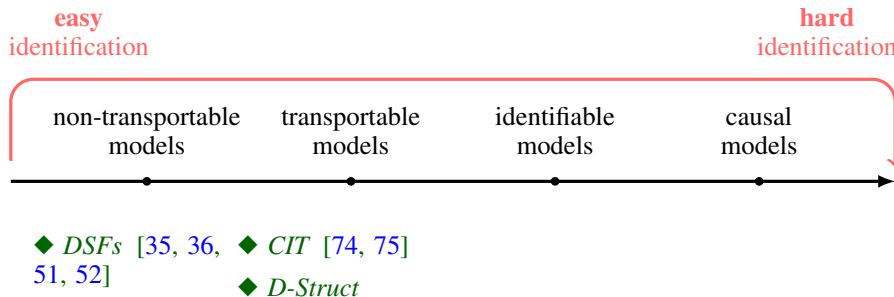 easy hard
identification identification
non-transportable transportable identifiable causal
models models models models
◆ DSFs [35, 36, ◆ CIT [74, 75]
51, 52]
◆ D-Struct